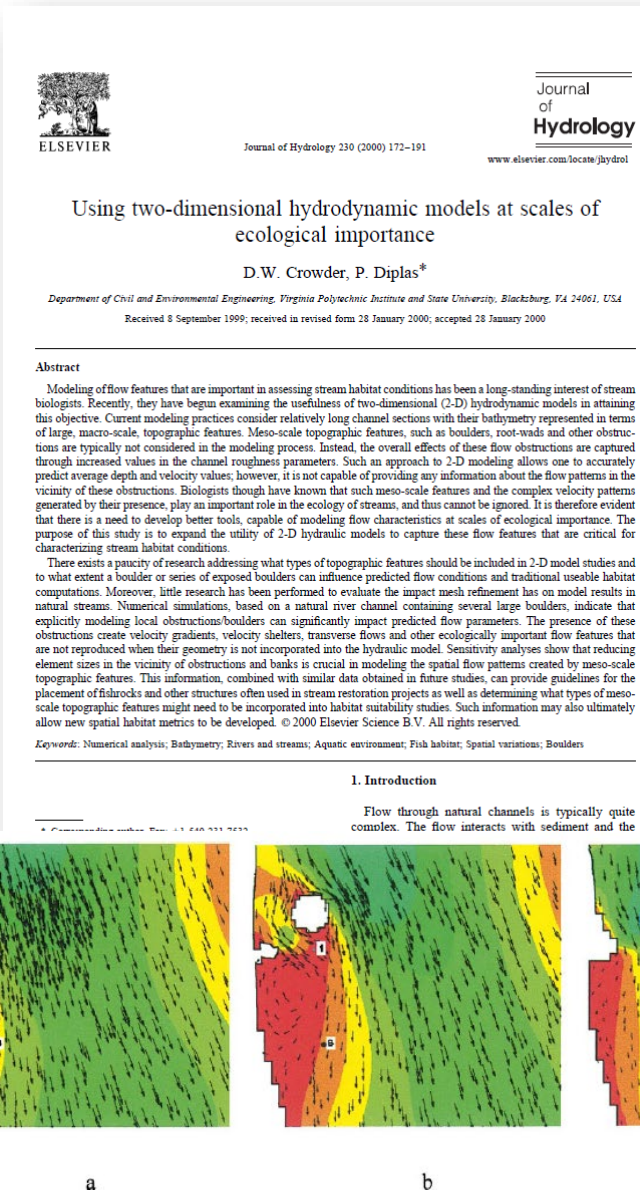 ELSEVIER
Journal of Hydrology 230 (2000) 172–191
Journal
of
Hydrology
www.elsevier.com/locate/jhydrol
Using two-dimensional hydrodynamic models at scales of
ecological importance
D.W. Crowder, P. Diplas*
Department of Civil and Environmental Engineering, Virginia Polytechnic Institute and State University, Blacksburg, VA 24061, USA
Received 8 September 1999; received in revised form 28 January 2000; accepted 28 January 2000
Abstract
Modeling of flow features that are important in assessing stream habitat conditions has been a long-standing interest of stream
biologists. Recently, they have begun examining the usefulness of two-dimensional (2-D) hydrodynamic models in attaining
this objective. Current modeling practices consider relatively long channel sections with their bathymetry represented in terms
of large, macro-scale, topographic features. Meso-scale topographic features, such as boulders, root-wads and other obstruc-
tions are typically not considered in the modeling process. Instead, the overall effects of these flow obstructions are captured
through increased values in the channel roughness parameters. Such an approach to 2-D modeling allows one to accurately
predict average depth and velocity values; however, it is not capable of providing any information about the flow patterns in the
vicinity of these obstructions. Biologists though have known that such meso-scale features and the complex velocity patterns
generated by their presence, play an important role in the ecology of streams, and thus cannot be ignored. It is therefore evident
that there is a need to develop better tools, capable of modeling flow characteristics at scales of ecological importance. The
purpose of this study is to expand the utility of 2-D hydraulic models to capture these flow features that are critical for
characterizing stream habitat conditions.
There exists a paucity of research addressing what types of topographic features should be included in 2-D model studies and
to what extent a boulder or series of exposed boulders can influence predicted flow conditions and traditional useable habitat
computations. Moreover, little research has been performed to evaluate the impact mesh refinement has on model results in
natural streams. Numerical simulations, based on a natural river channel containing several large boulders, indicate that
explicitly modeling local obstructions/boulders can significantly impact predicted flow parameters. The presence of these
obstructions create velocity gradients, velocity shelters, transverse flows and other ecologically important flow features that
are not reproduced when their geometry is not incorporated into the hydraulic model. Sensitivity analyses show that reducing
element sizes in the vicinity of obstructions and banks is crucial in modeling the spatial flow patterns created by meso-scale
topographic features. This information, combined with similar data obtained in future studies, can provide guidelines for the
placement of fishrocks and other structures often used in stream restoration projects as well as determining what types of meso-
scale topographic features might need to be incorporated into habitat suitability studies. Such information may also ultimately
allow new spatial habitat metrics to be developed. © 2000 Elsevier Science B.V. All rights reserved.
Keywords: Numerical analysis; Bathymetry; Rivers and streams; Aquatic environment; Fish habitat; Spatial variations; Boulders
1. Introduction
Flow through natural channels is typically quite
complex. The flow interacts with sediment and the
1
a
b